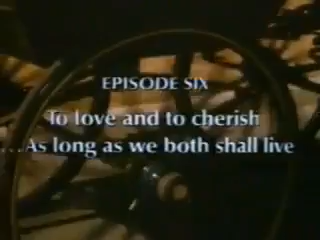 EPISODE SIX
To love and to cherish
...As long as we both shall live